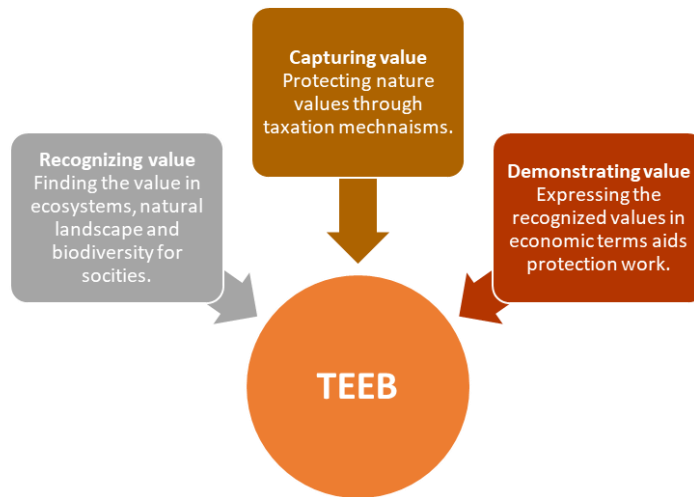 Recognizing value
Finding the value in
ecosystems, natural
landscape and
biodiversity for
socities.
Capturing value
Protecting nature
values through
taxation mechnaisms.
Demonstrating value
Expressing the
recognized values in
economic terms aids
protection work.
TEEB